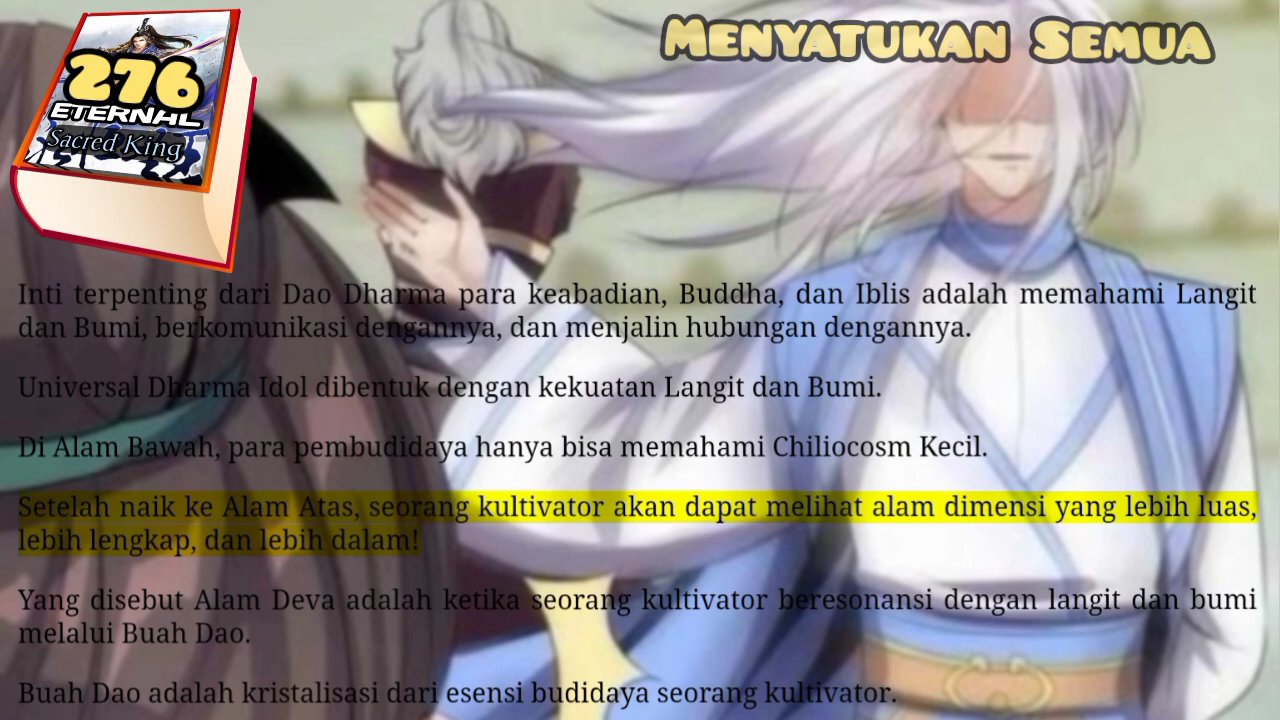 Menyatukan Semua
276
ETERNAL
Sacred King
Inti terpenting dari Dao Dharma para keabadian, Buddha, dan Iblis adalah memahami Langit
dan Bumi, berkomunikasi dengannya, dan menjalin hubungan dengannya.
Universal Dharma Idol dibentuk dengan kekuatan Langit dan Bumi.
Di Alam Bawah, para pembudidaya hanya bisa memahami Chiliocosm Kecil.
Setelah naik ke Alam Atas, seorang kultivator akan dapat melihat alam dimensi yang lebih luas,
lebih lengkap, dan lebih dalam!
Yang disebut Alam Deva adalah ketika seorang kultivator beresonansi dengan langit dan bumi
melalui Buah Dao.
Buah Dao adalah kristalisasi dari esensi budidaya seorang kultivator.